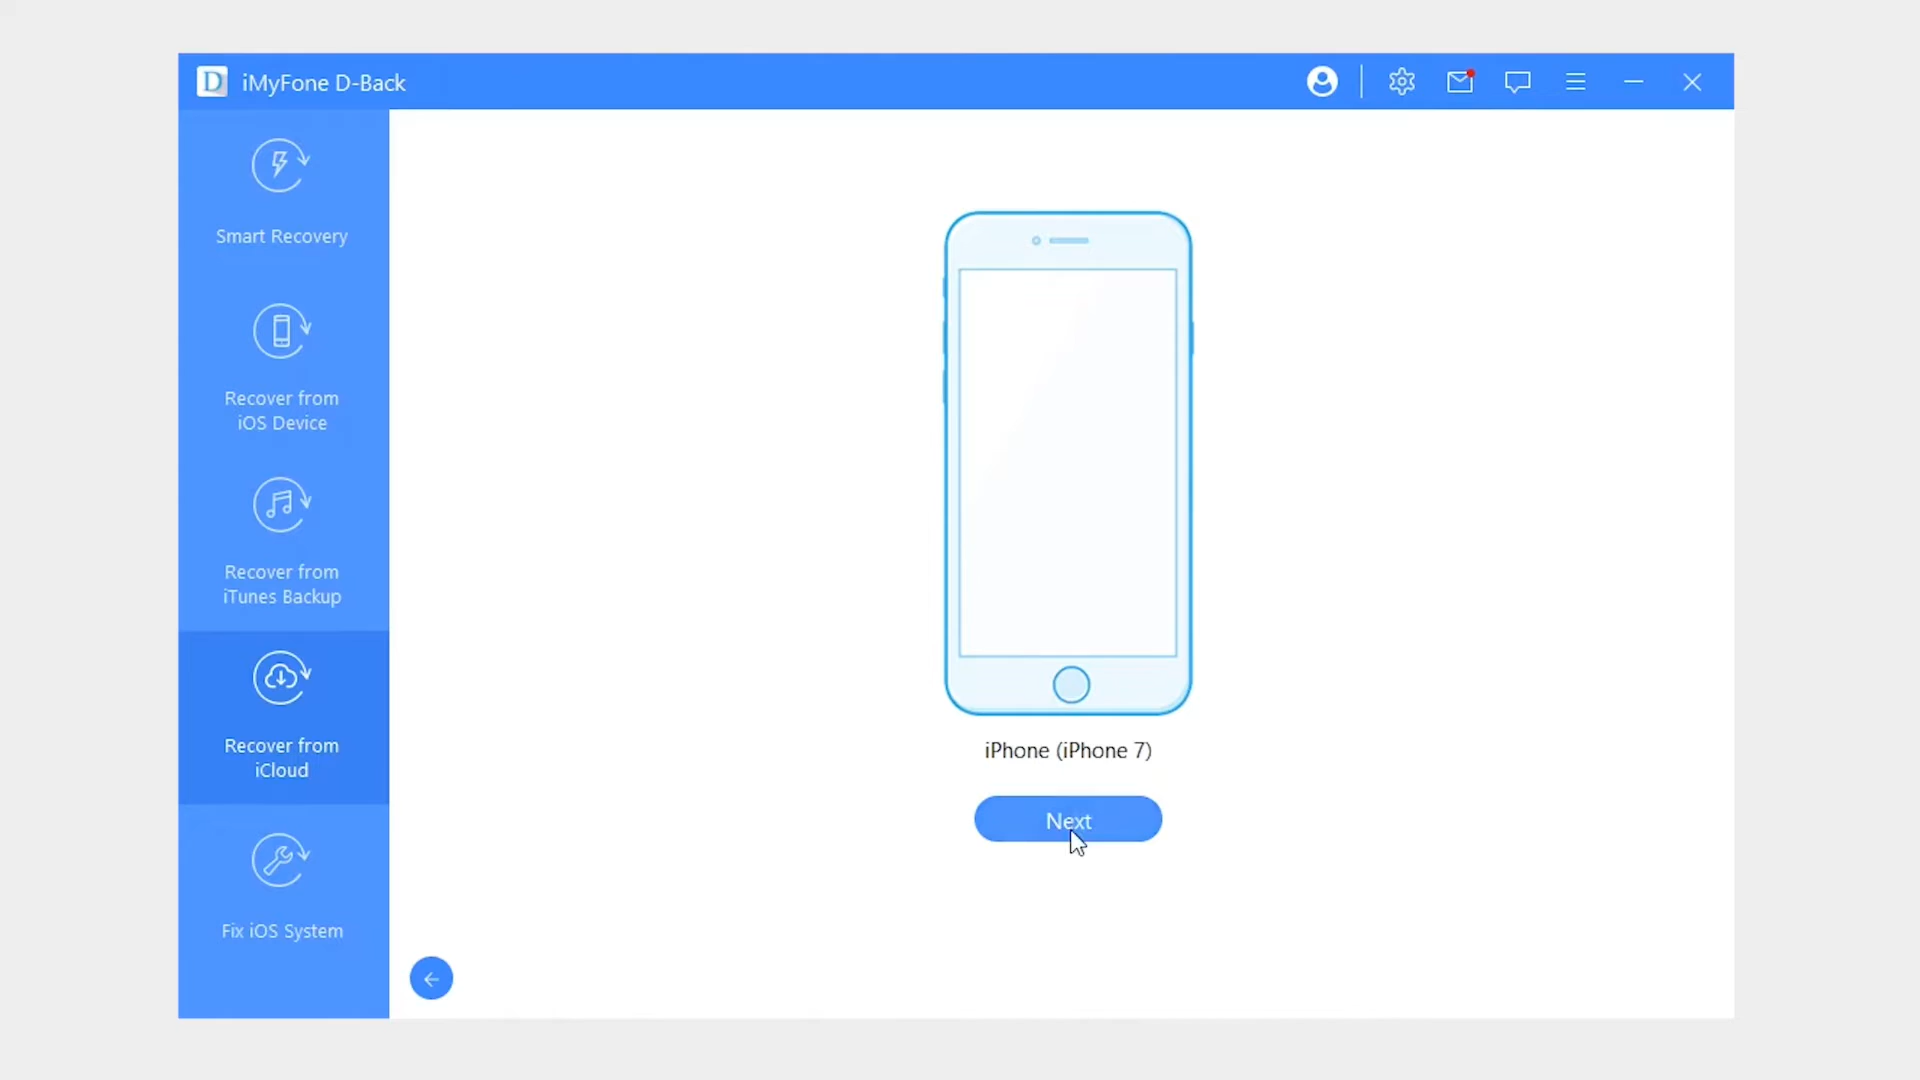 D iMyFone D-Back
Smart Recovery
Recover from
iOS Device
Recover from
iTunes Backup
Recover from
iCloud
Fix iOS System
iPhone (iPhone 7)
Next